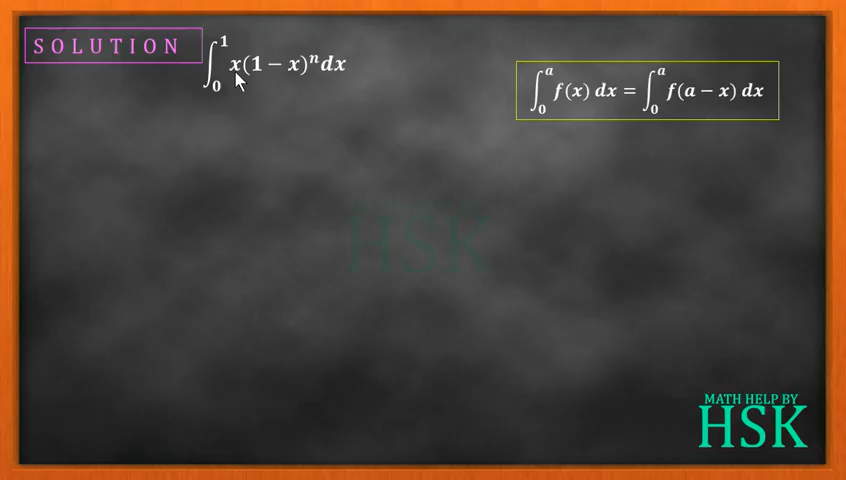 SOLUTION
∫₀¹ x(1 − x)ⁿ dx
∫₀ᵃ f(x) dx = ∫₀ᵃ f(a − x) dx
HSK
MATH HELP BY
HSK